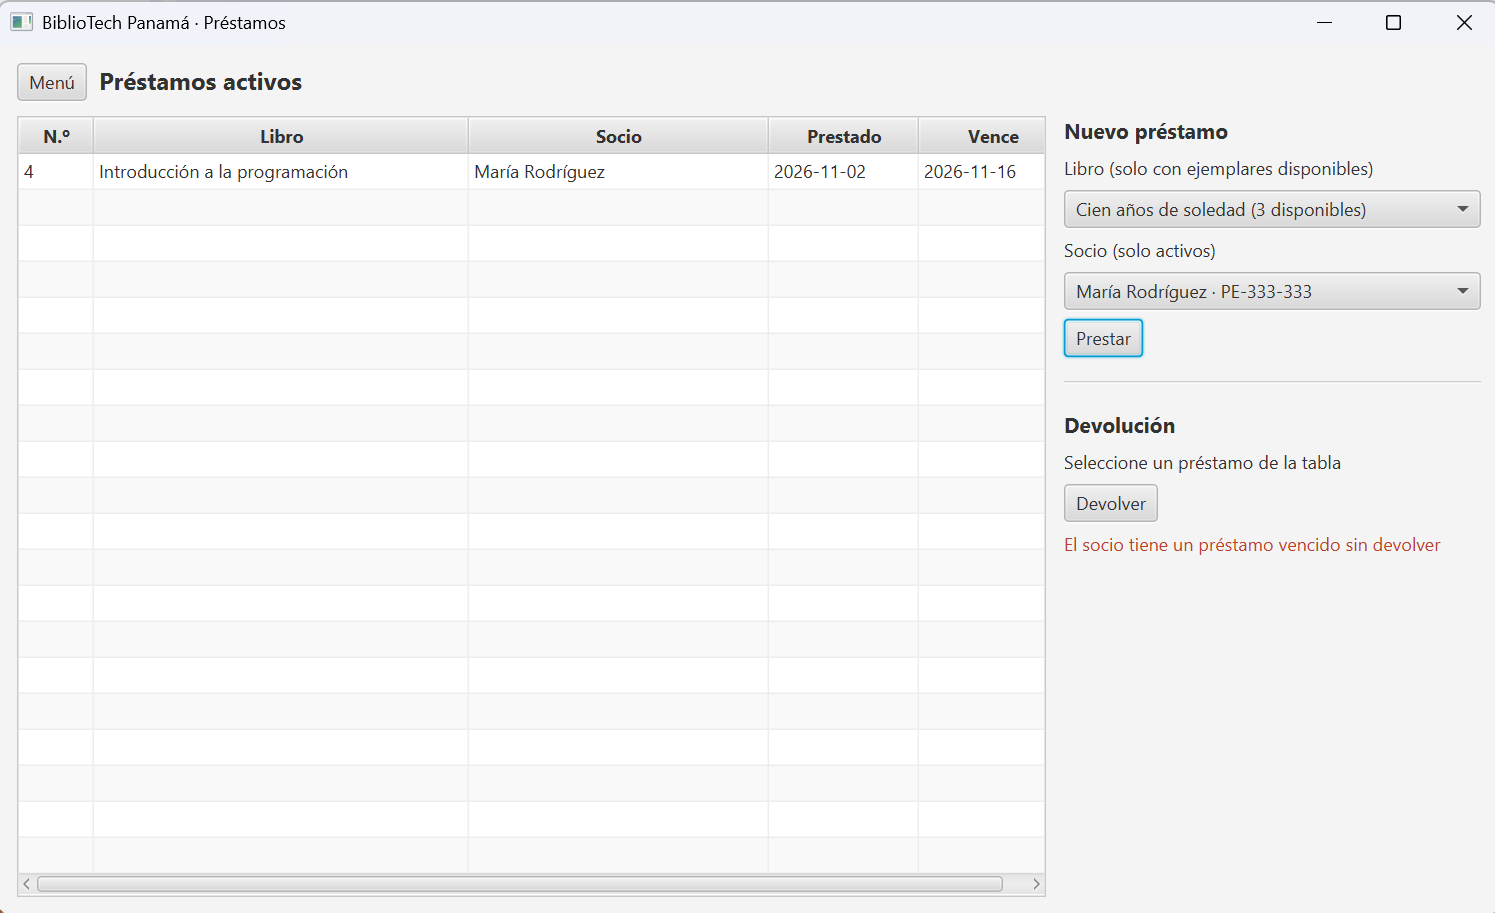 BiblioTech Panamá · Préstamos
Menú
Préstamos activos
N.º Libro Socio Prestado Vence
4 Introducción a la programación María Rodríguez 2026-11-02 2026-11-16
Nuevo préstamo
Libro (solo con ejemplares disponibles)
Cien años de soledad (3 disponibles)
Socio (solo activos)
María Rodríguez · PE-333-333
Prestar
Devolución
Seleccione un préstamo de la tabla
Devolver
El socio tiene un préstamo vencido sin devolver